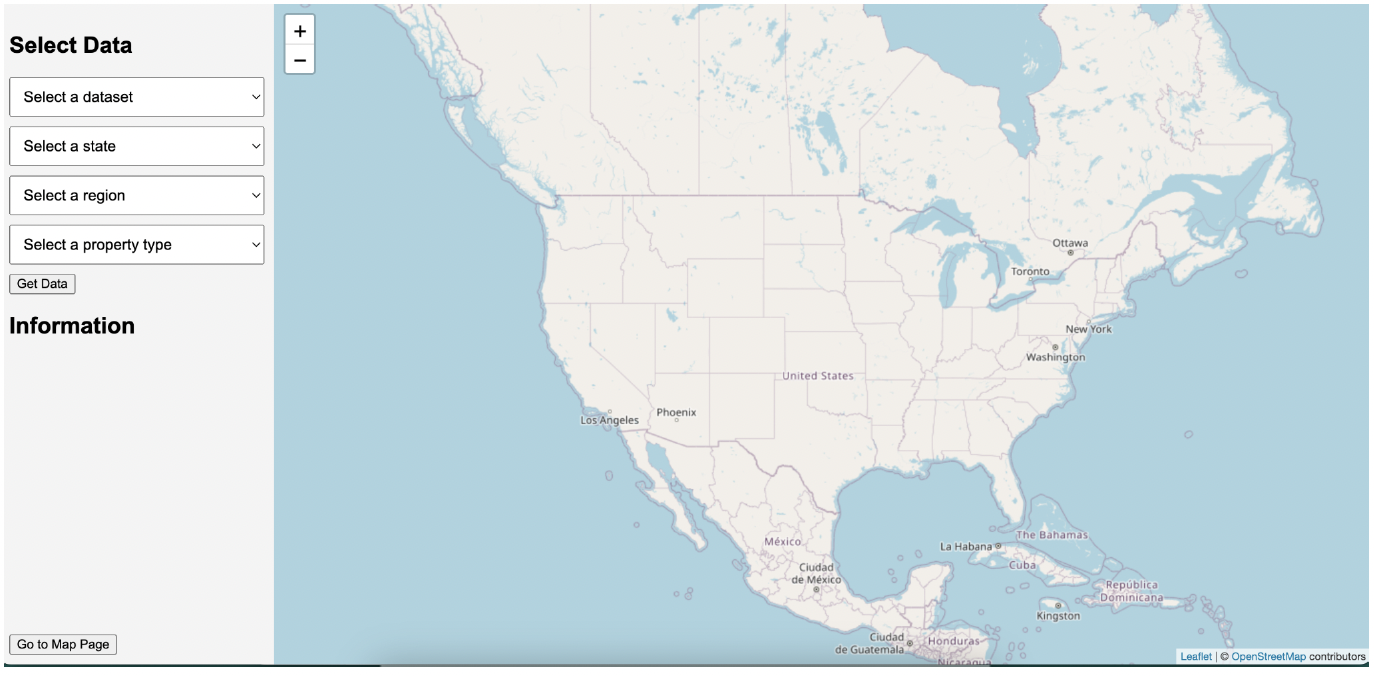 Select Data
Select a dataset
Select a state
Select a region
Select a property type
Get Data
Information
Go to Map Page
+
−
Ottawa
Toronto
New York
Washington
United States
Los Angeles
Phoenix
México
Ciudad
de México
La Habana
The Bahamas
Cuba
República
Dominicana
Kingston
Ciudad
de Guatemala
Honduras
Nicaragua
Leaflet | © OpenStreetMap contributors